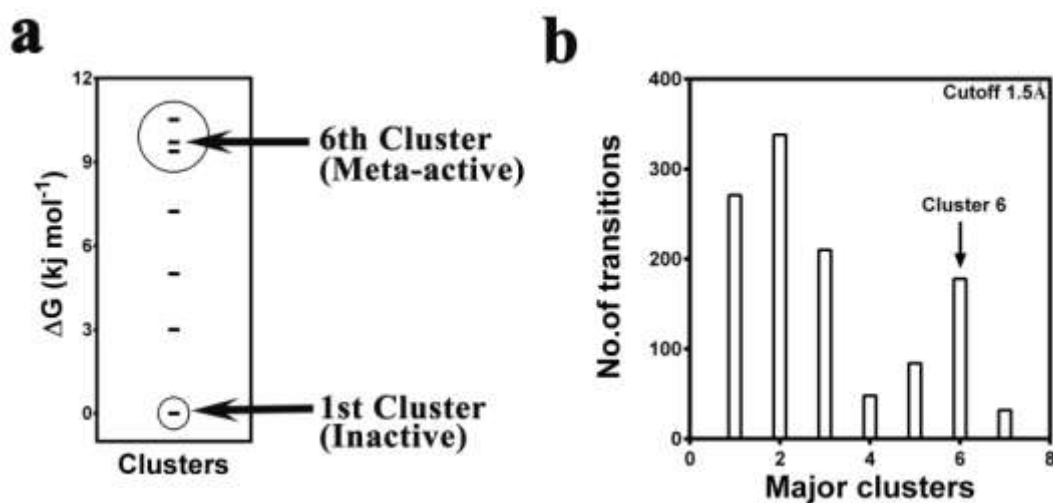 a
12
9
6
3
0
ΔG (kj mol⁻¹)
Clusters
6th Cluster
(Meta-active)
1st Cluster
(Inactive)
b
400
300
200
100
0
No.of transitions
Cutoff 1.5Å
Cluster 6
0 2 4 6 8
Major clusters